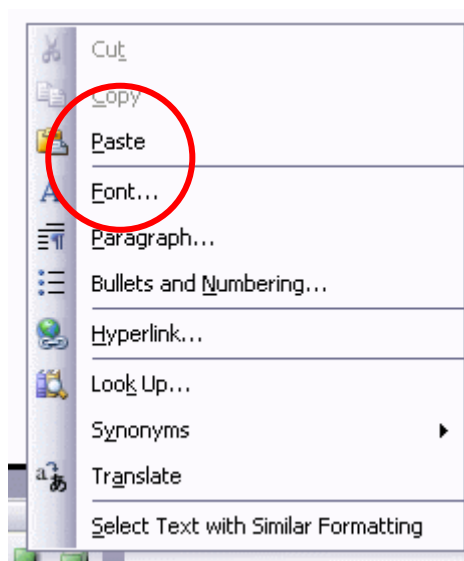 Cut
Copy
Paste
Font...
Paragraph...
Bullets and Numbering...
Hyperlink...
Look Up...
Synonyms
Translate
Select Text with Similar Formatting